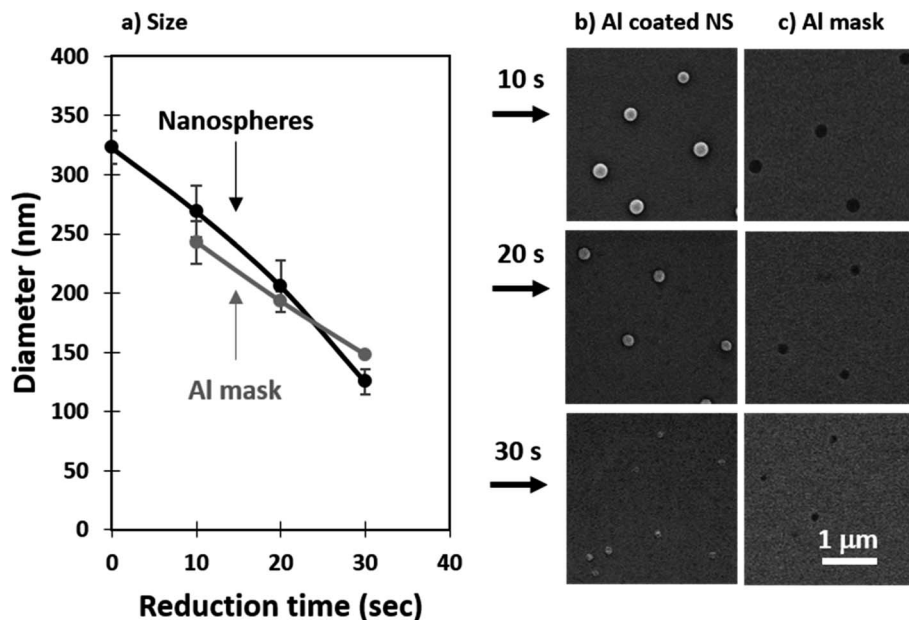 a) Size
b) Al coated NS
c) Al mask
400
350
300
250
200
150
100
50
0
Diameter (nm)
Nanospheres
Al mask
0
10
20
30
40
Reduction time (sec)
10 s
20 s
30 s
1 μm